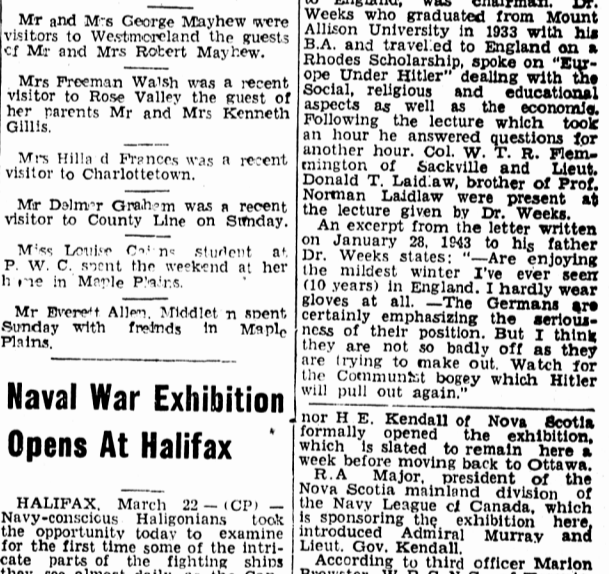 Mr and Mrs George Mayhew were
visitors to Westmoreland the guests
of Mr and Mrs Robert Mayhew.
Mrs Freeman Walsh was a recent
visitor to Rose Valley the guest of
her parents Mr and Mrs Kenneth
Gillis.
Mrs Hilla d Frances was a recent
visitor to Charlottetown.
Mr Delmer Graham was a recent
visitor to County Line on Sunday.
Miss Louise student at
P. W. C. spent the weekend at her
h me in Maple Plains.
Mr Everett Allen, Middlet n spent
Sunday with freinds in Maple
Plains.
Naval War Exhibition
Opens At Halifax
HALIFAX, March 22 — (CP) —
Navy-conscious Haligonians took
the opportunity today to examine
for the first time some of the intri-
cate parts of the fighting ships
to England, was chairman. Dr.
Weeks who graduated from Mount
Allison University in 1933 with his
B.A. and travelled to England on a
Rhodes Scholarship, spoke on "Eur-
ope Under Hitler" dealing with the
Social, religious and educational
aspects as well as the economic.
Following the lecture which took
an hour he answered questions for
another hour. Col. W. T. R. Flem-
mington of Sackville and Lieut.
Donald T. Laidlaw, brother of Prof.
Norman Laidlaw were present at
the lecture given by Dr. Weeks.
An excerpt from the letter written
on January 28, 1943 to his father
Dr. Weeks states: "—Are enjoying
the mildest winter I've ever seen
(10 years) in England. I hardly wear
gloves at all. —The Germans are
certainly emphasizing the serious-
ness of their position. But I think
they are not so badly off as they
are trying to make out. Watch for
the Communist bogey which Hitler
will pull out again."
nor H E. Kendall of Nova Scotia
formally opened the exhibition,
which is slated to remain here a
week before moving back to Ottawa.
R.A Major, president of the
Nova Scotia mainland division of
the Navy League of Canada, which
is sponsoring the exhibition here,
introduced Admiral Murray and
Lieut. Gov. Kendall.
According to third officer Marion